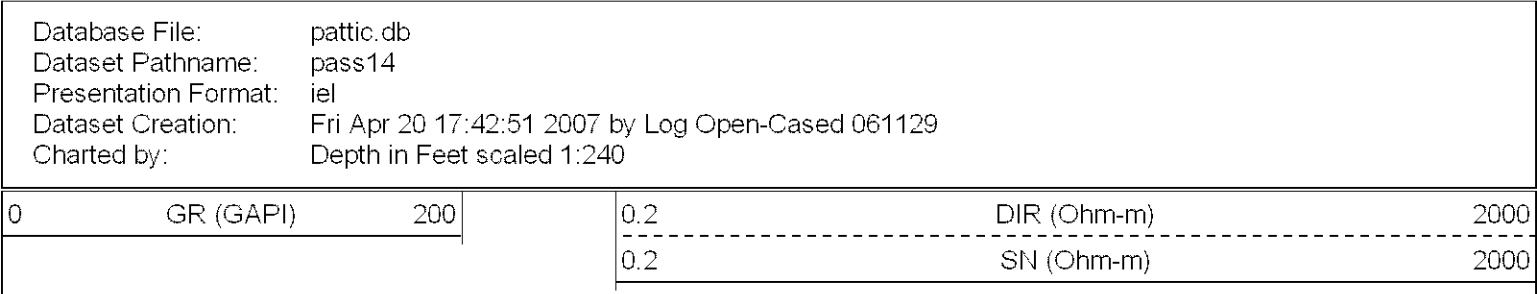 Database File: pattic.db
Dataset Pathname: pass14
Presentation Format: iel
Dataset Creation: Fri Apr 20 17:42:51 2007 by Log Open-Cased 061129
Charted by: Depth in Feet scaled 1:240
0 GR (GAPI) 200 0.2 DIR (Ohm-m) 2000
0.2 SN (Ohm-m) 2000